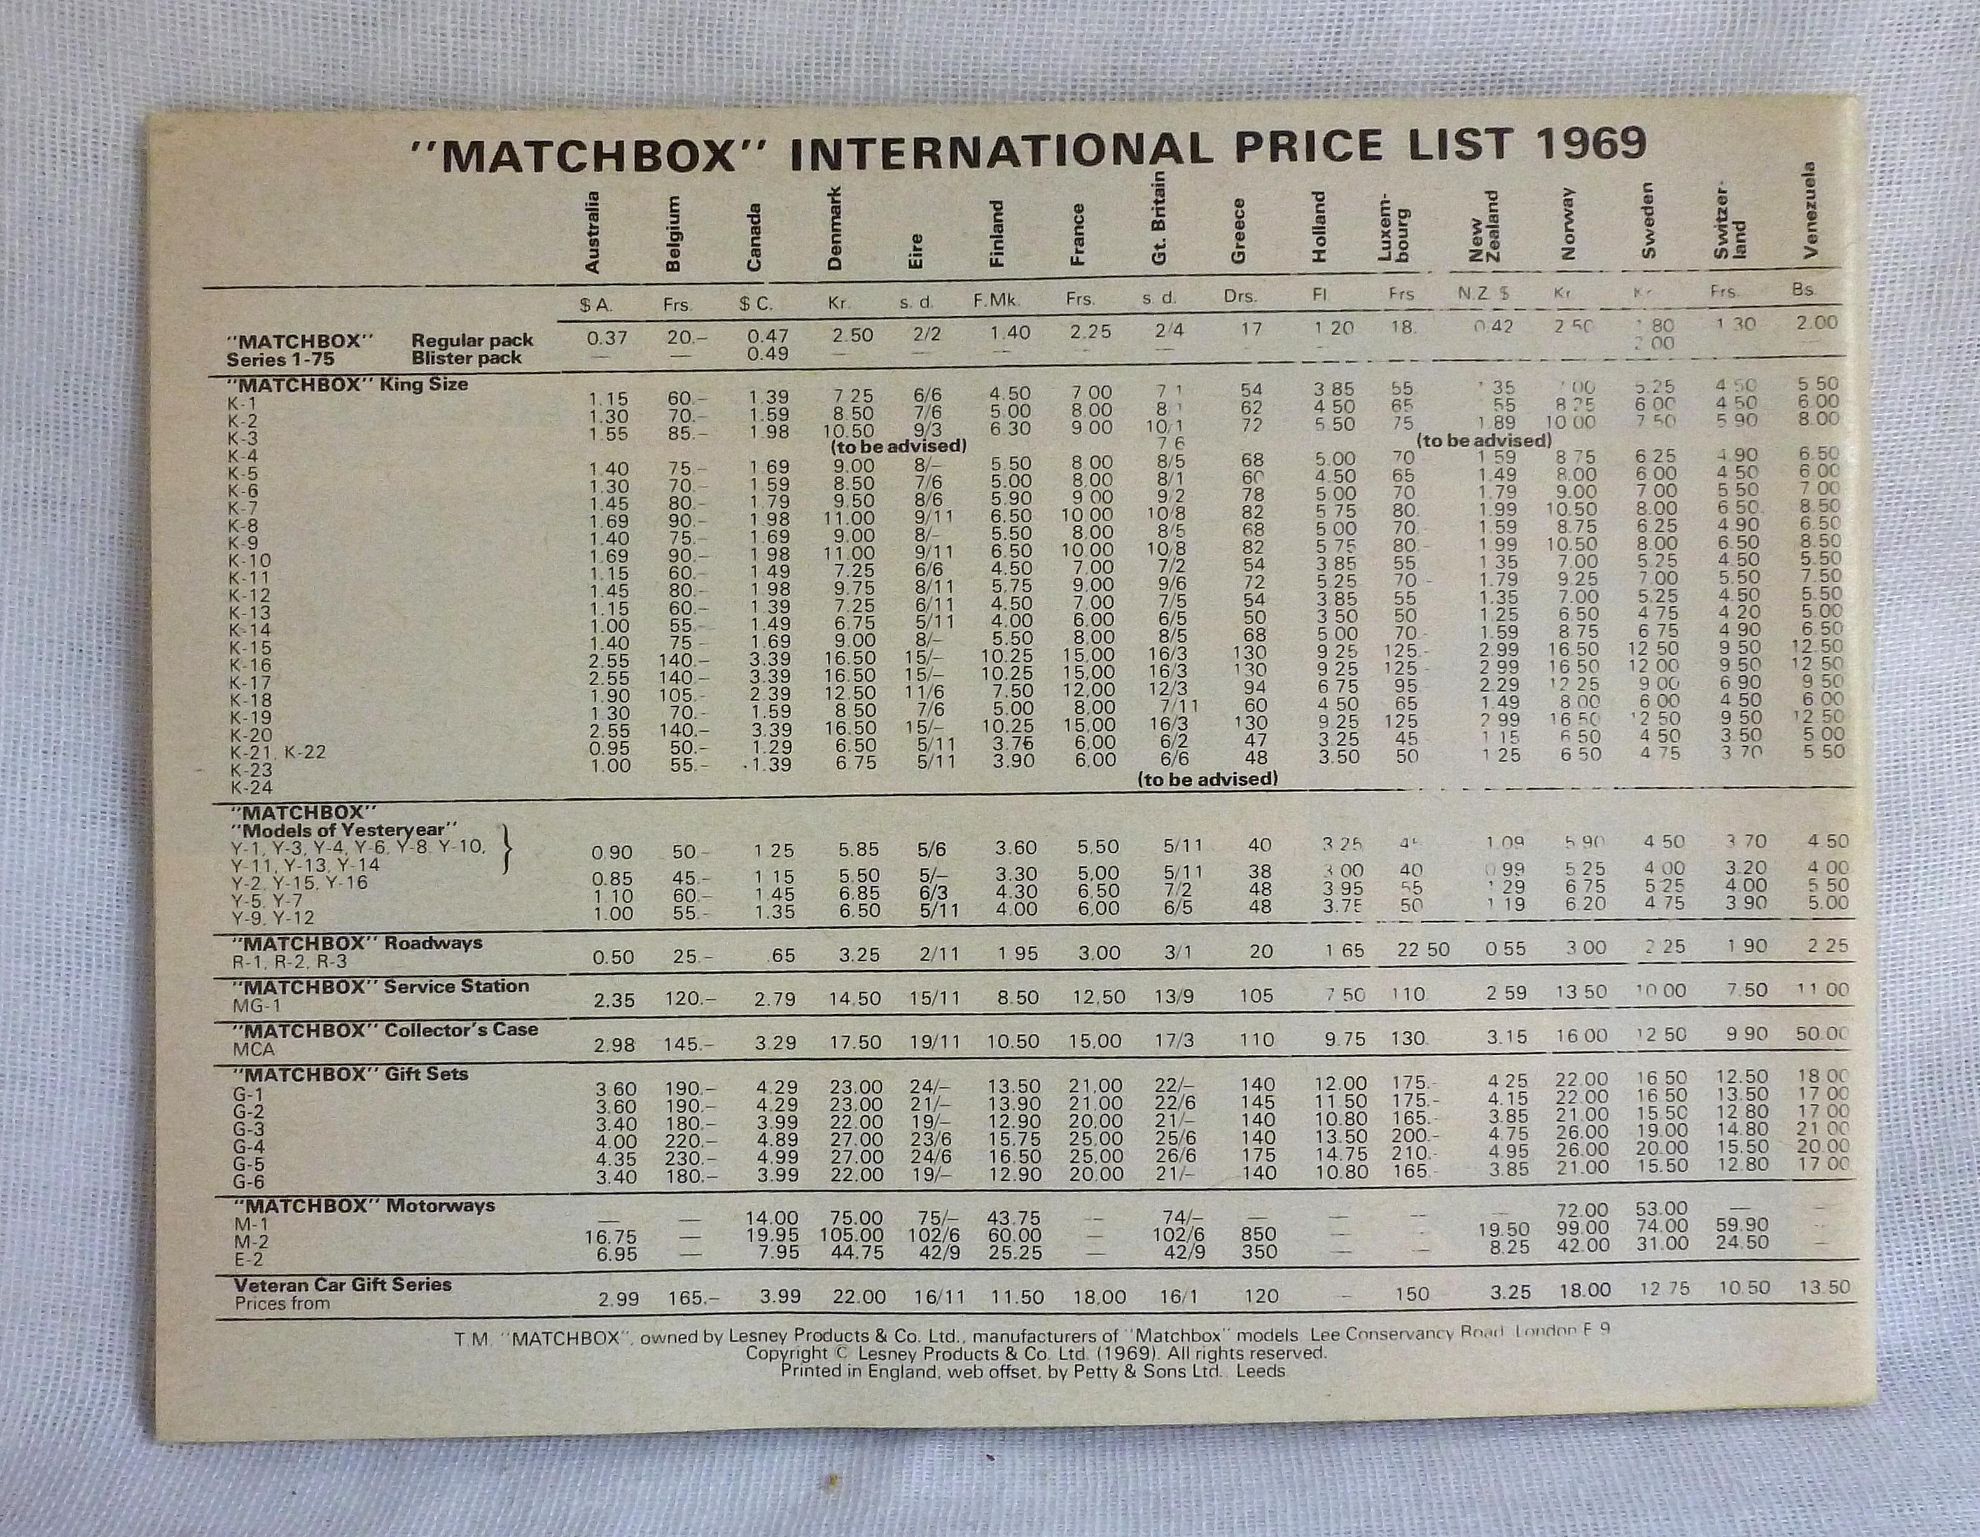 "MATCHBOX" INTERNATIONAL PRICE LIST 1969
Australia Belgium Canada Denmark Eire Finland France Gt. Britain Greece Holland Luxem-bourg New Zealand Norway Sweden Switzer-land Venezuela
$ A. Frs. $ C. Kr. s. d. F.Mk. Frs. s. d. Drs. Fl Frs N.Z. $ Kr Kr Frs. Bs.
"MATCHBOX" Regular pack 0.37 20.– 0.47 2.50 2/2 1.40 2.25 2/4 17 1.20 18. 0.42 2.50 1.80 1.30 2.00
Series 1-75 Blister pack — — 0.49 — — — — — 2.00
"MATCHBOX" King Size
K-1 1.15 60.– 1.39 7.25 6/6 4.50 7.00 7 1 54 3.85 55 1.35 7.00 5.25 4.50 5.50
K-2 1.30 70.– 1.59 8.50 7/6 5.00 8.00 8/1 62 4.50 65 55 8.25 6.00 4.50 6.00
K-3 1.55 85.– 1.98 10.50 9/3 6.30 9.00 10/1 72 5.50 75 1.89 10.00 7.50 5.90 8.00
K-4 (to be advised) 7 6 (to be advised)
K-5 1.40 75.– 1.69 9.00 8/– 5.50 8.00 8/5 68 5.00 70 1.59 8.75 6.25 4.90 6.50
K-6 1.30 70.– 1.59 8.50 7/6 5.00 8.00 8/1 60 4.50 65 1.49 8.00 6.00 4.50 6.00
K-7 1.45 80.– 1.79 9.50 8/6 5.90 9.00 9/2 78 5.00 70 1.79 9.00 7.00 5.50 7.00
K-8 1.69 90.– 1.98 11.00 9/11 6.50 10.00 10/8 82 5.75 80. 1.99 10.50 8.00 6.50. 8.50
K-9 1.40 75.– 1.69 9.00 8/– 5.50 8.00 8/5 68 5.00 70.– 1.59 8.75 6.25 4.90 6.50
K-10 1.69 90.– 1.98 11.00 9/11 6.50 10.00 10/8 82 5.75 80.– 1.99 10.50 8.00 6.50 8.50
K-11 1.15 60.– 1.49 7.25 6/6 4.50 7.00 7/2 54 3.85 55 1.35 7.00 5.25 4.50 5.50
K-12 1.45 80.– 1.98 9.75 8/11 5.75 9.00 9/6 72 5.25 70 – 1.79 9.25 7.00 5.50 7.50
K-13 1.15 60.– 1.39 7.25 6/11 4.50 7.00 7/5 54 3.85 55 1.35 7.00 5.25 4.50 5.50
K-14 1.00 55.– 1.49 6.75 5/11 4.00 6.00 6/5 50 3.50 50 1.25 6.50 4.75 4.20 5.00
K-15 1.40 75.– 1.69 9.00 8/– 5.50 8.00 8/5 68 5.00 70.– 1.59 8.75 6.75 4.90 6.50
K-16 2.55 140.– 3.39 16.50 15/– 10.25 15,00 16/3 130 9.25 125.– 2.99 16.50 12.50 9.50 12.50
K-17 2.55 140.– 3.39 16.50 15/– 10.25 15,00 16/3 130 9.25 125.– 2.99 16.50 12.00 9.50 12.50
K-18 1.90 105.– 2.39 12.50 11/6 7.50 12,00 12/3 94 6.75 95 2.29 12.25 9.00 6.90 9.50
K-19 1.30 70.– 1.59 8.50 7/6 5.00 8,00 7/11 60 4.50 65 1.49 8.00 6.00 4.50 6.00
K-20 2.55 140.– 3.39 16.50 15/– 10.25 15,00 16/3 130 9.25 125 2.99 16.50 12.50 9.50 12.50
K-21, K-22 0.95 50.– 1.29 6.50 5/11 3.76 6,00 6/2 47 3.25 45 1.15 6.50 4.50 3.50 5.00
K-23 1.00 55.– 1.39 6.75 5/11 3.90 6,00 6/6 48 3.50 50 1.25 6.50 4.75 3.70 5.50
K-24 (to be advised)
"MATCHBOX"
"Models of Yesteryear"
Y-1, Y-3, Y-4, Y-6, Y-8, Y-10,
Y-11, Y-13, Y-14 0.90 50.– 1.25 5.85 5/6 3.60 5.50 5/11 40 3.25 1.09 5.90 4.50 3.70 4.50
Y-2, Y-15, Y-16 0.85 45.– 1.15 5.50 5/– 3.30 5,00 5/11 38 3.00 40 0.99 5.25 4.00 3.20 4.00
Y-5, Y-7 1.10 60.– 1.45 6.85 6/3 4.30 6,50 7/2 48 3.95 55 1.29 6.75 5.25 4.00 5.50
Y-9, Y-12 1.00 55.– 1.35 6.50 5/11 4.00 6,00 6/5 48 3.75 50 1.19 6.20 4.75 3.90 5.00
"MATCHBOX" Roadways
R-1, R-2, R-3 0.50 25.– .65 3.25 2/11 1.95 3,00 3/1 20 1.65 22.50 0.55 3.00 2.25 1.90 2.25
"MATCHBOX" Service Station
MG-1 2.35 120.– 2.79 14.50 15/11 8.50 12,50 13/9 105 7.50 110 2.59 13.50 10.00 7.50 11.00
"MATCHBOX" Collector's Case
MCA 2.98 145.– 3.29 17.50 19/11 10.50 15,00 17/3 110 9.75 130. 3.15 16.00 12.50 9.90 50.00
"MATCHBOX" Gift Sets
G-1 3.60 190.– 4.29 23.00 24/– 13.50 21,00 22/– 140 12.00 175.– 4.25 22.00 16.50 12.50 18.00
G-2 3.60 190.– 4.29 23.00 21/– 13.90 21,00 22/6 145 11.50 175.– 4.15 22.00 16.50 13.50 17.00
G-3 3.40 180.– 3.99 22.00 19/– 12.90 20,00 21/– 140 10.80 165.– 3.85 21.00 15.50 12.80 17.00
G-4 4.00 220.– 4.89 27.00 23/6 15.75 25,00 25/6 140 13.50 200.– 4.75 26.00 19.00 14.80 21.00
G-5 4.35 230.– 4.99 27.00 24/6 16.50 25,00 26/6 175 14.75 210.– 4.95 26.00 20.00 15.50 20.00
G-6 3.40 180.– 3.99 22.00 19/– 12.90 20,00 21/– 140 10.80 165. 3.85 21.00 15.50 12.80 17.00
"MATCHBOX" Motorways
M-1 — — 14.00 75.00 75/– 43.75 — 74/– — — — 72.00 53.00 — –
M-2 16.75 — 19.95 105.00 102/6 60.00 — 102/6 850 — — 19.50 99.00 74.00 59.90 –
E-2 6.95 — 7.95 44.75 42/9 25.25 — 42/9 350 — — 8.25 42.00 31.00 24.50 –
Veteran Car Gift Series
Prices from 2.99 165.– 3.99 22.00 16/11 11.50 18,00 16/1 120 — 150 3.25 18.00 12.75 10.50 13.50
T.M. "MATCHBOX", owned by Lesney Products & Co. Ltd., manufacturers of "Matchbox" models Lee Conservancy Road London E 9
Copyright © Lesney Products & Co. Ltd. (1969). All rights reserved.
Printed in England, web offset, by Petty & Sons Ltd., Leeds